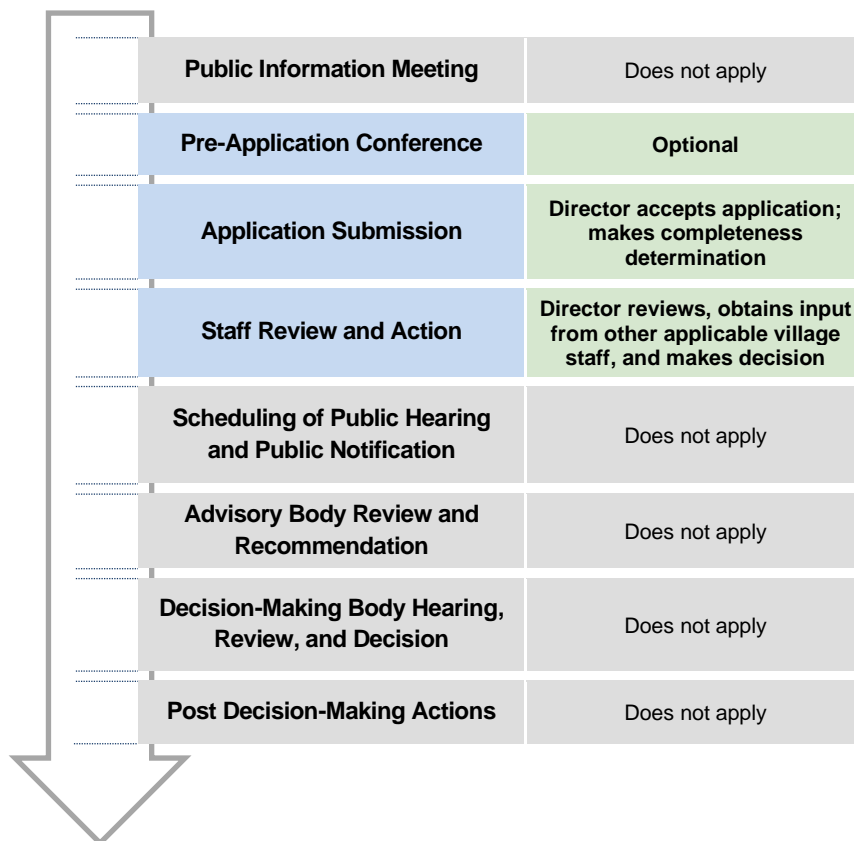 Public Information Meeting
Does not apply
Pre-Application Conference
Optional
Application Submission
Director accepts application;
makes completeness
determination
Staff Review and Action
Director reviews, obtains input
from other applicable village
staff, and makes decision
Scheduling of Public Hearing
and Public Notification
Does not apply
Advisory Body Review and
Recommendation
Does not apply
Decision-Making Body Hearing,
Review, and Decision
Does not apply
Post Decision-Making Actions
Does not apply